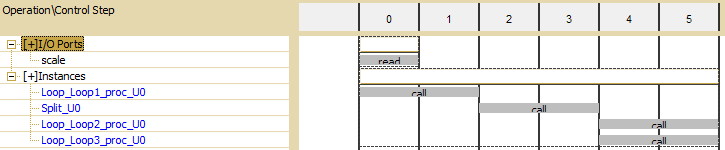 Operation\Control Step
0 1 2 3 4 5
[+]I/O Ports
scale read
[+]Instances
Loop_Loop1_proc_U0 call
Split_U0 call
Loop_Loop2_proc_U0 call
Loop_Loop3_proc_U0 call